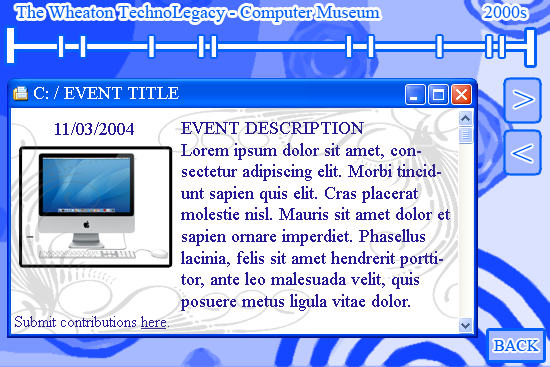 The Wheaton TechnoLegacy - Computer Museum
2000s
C: / EVENT TITLE
11/03/2004
EVENT DESCRIPTION
Lorem ipsum dolor sit amet, con-
sectetur adipiscing elit. Morbi tincid-
unt sapien quis elit. Cras placerat
molestie nisl. Mauris sit amet dolor et
sapien ornare imperdiet. Phasellus
lacinia, felis sit amet hendrerit portti-
tor, ante leo malesuada velit, quis
posuere metus ligula vitae dolor.
Submit contributions here.
>
<
BACK